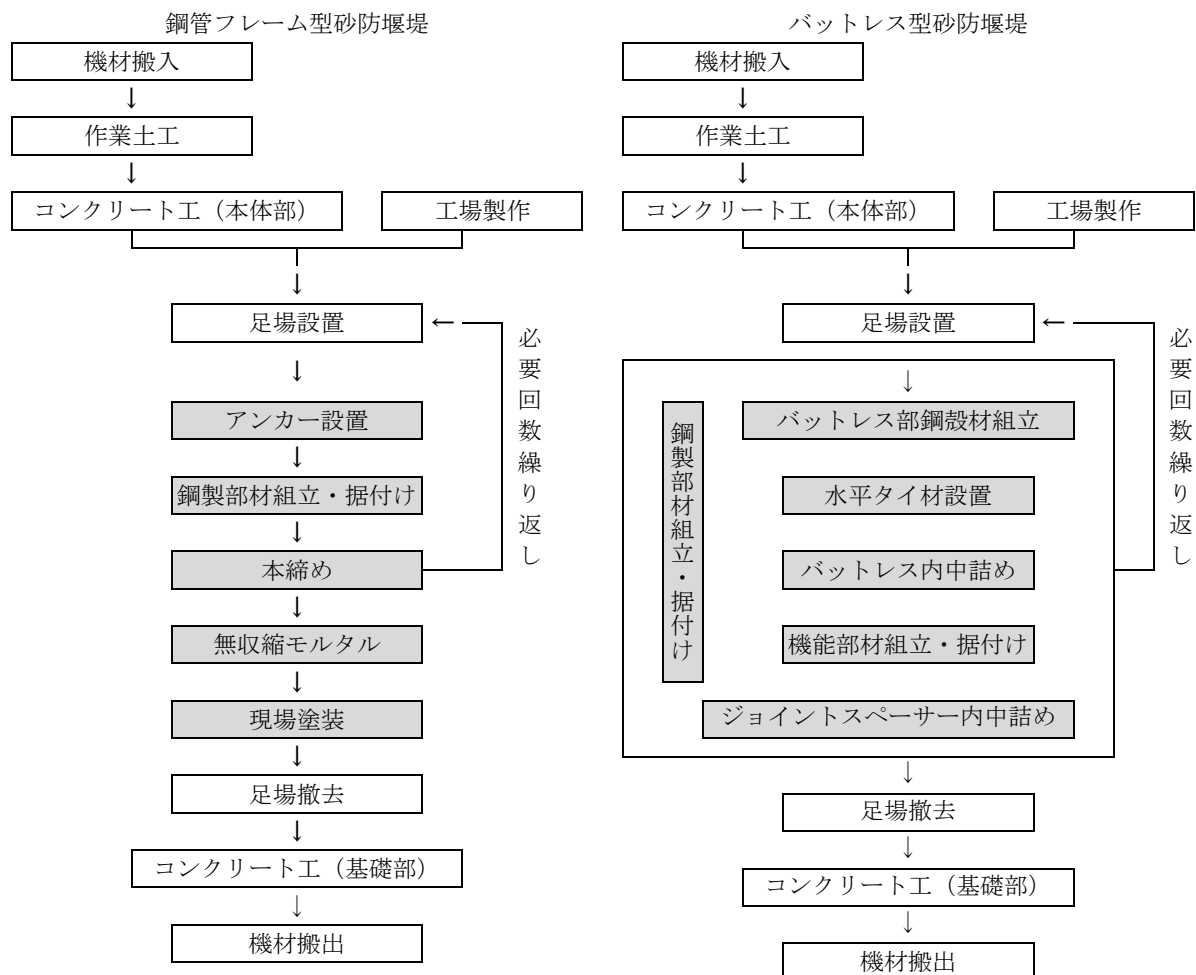 鋼管フレーム型砂防堰堤
機材搬入
↓
作業土工
↓
コンクリート工（本体部）
工場製作
↓
足場設置
←
必要回数繰り返し
↓
アンカー設置
↓
鋼製部材組立・据付け
↓
本締め
↓
無収縮モルタル
↓
現場塗装
↓
足場撤去
↓
コンクリート工（基礎部）
↓
機材搬出
バットレス型砂防堰堤
機材搬入
↓
作業土工
↓
コンクリート工（本体部）
工場製作
↓
足場設置
←
必要回数繰り返し
↓
鋼製部材組立・据付け
バットレス部鋼殻材組立
水平タイ材設置
バットレス内中詰め
機能部材組立・据付け
ジョイントスペーサー内中詰め
↓
足場撤去
↓
コンクリート工（基礎部）
↓
機材搬出